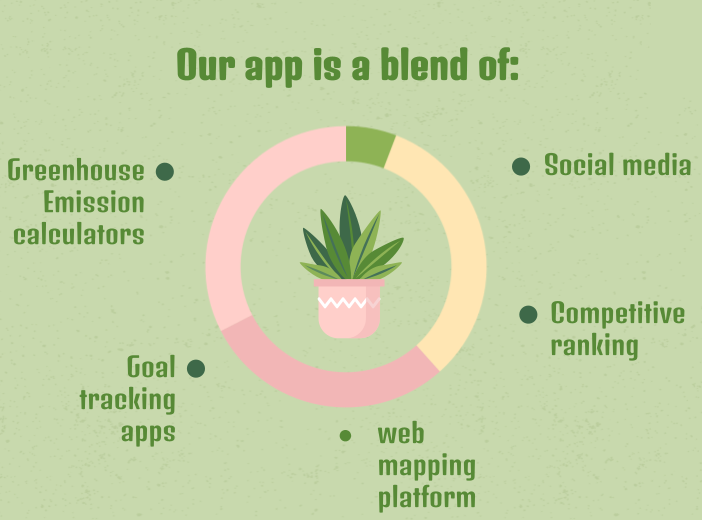 Our app is a blend of:
Greenhouse
Emission
calculators
Social media
Competitive
ranking
Goal
tracking
apps
web
mapping
platform